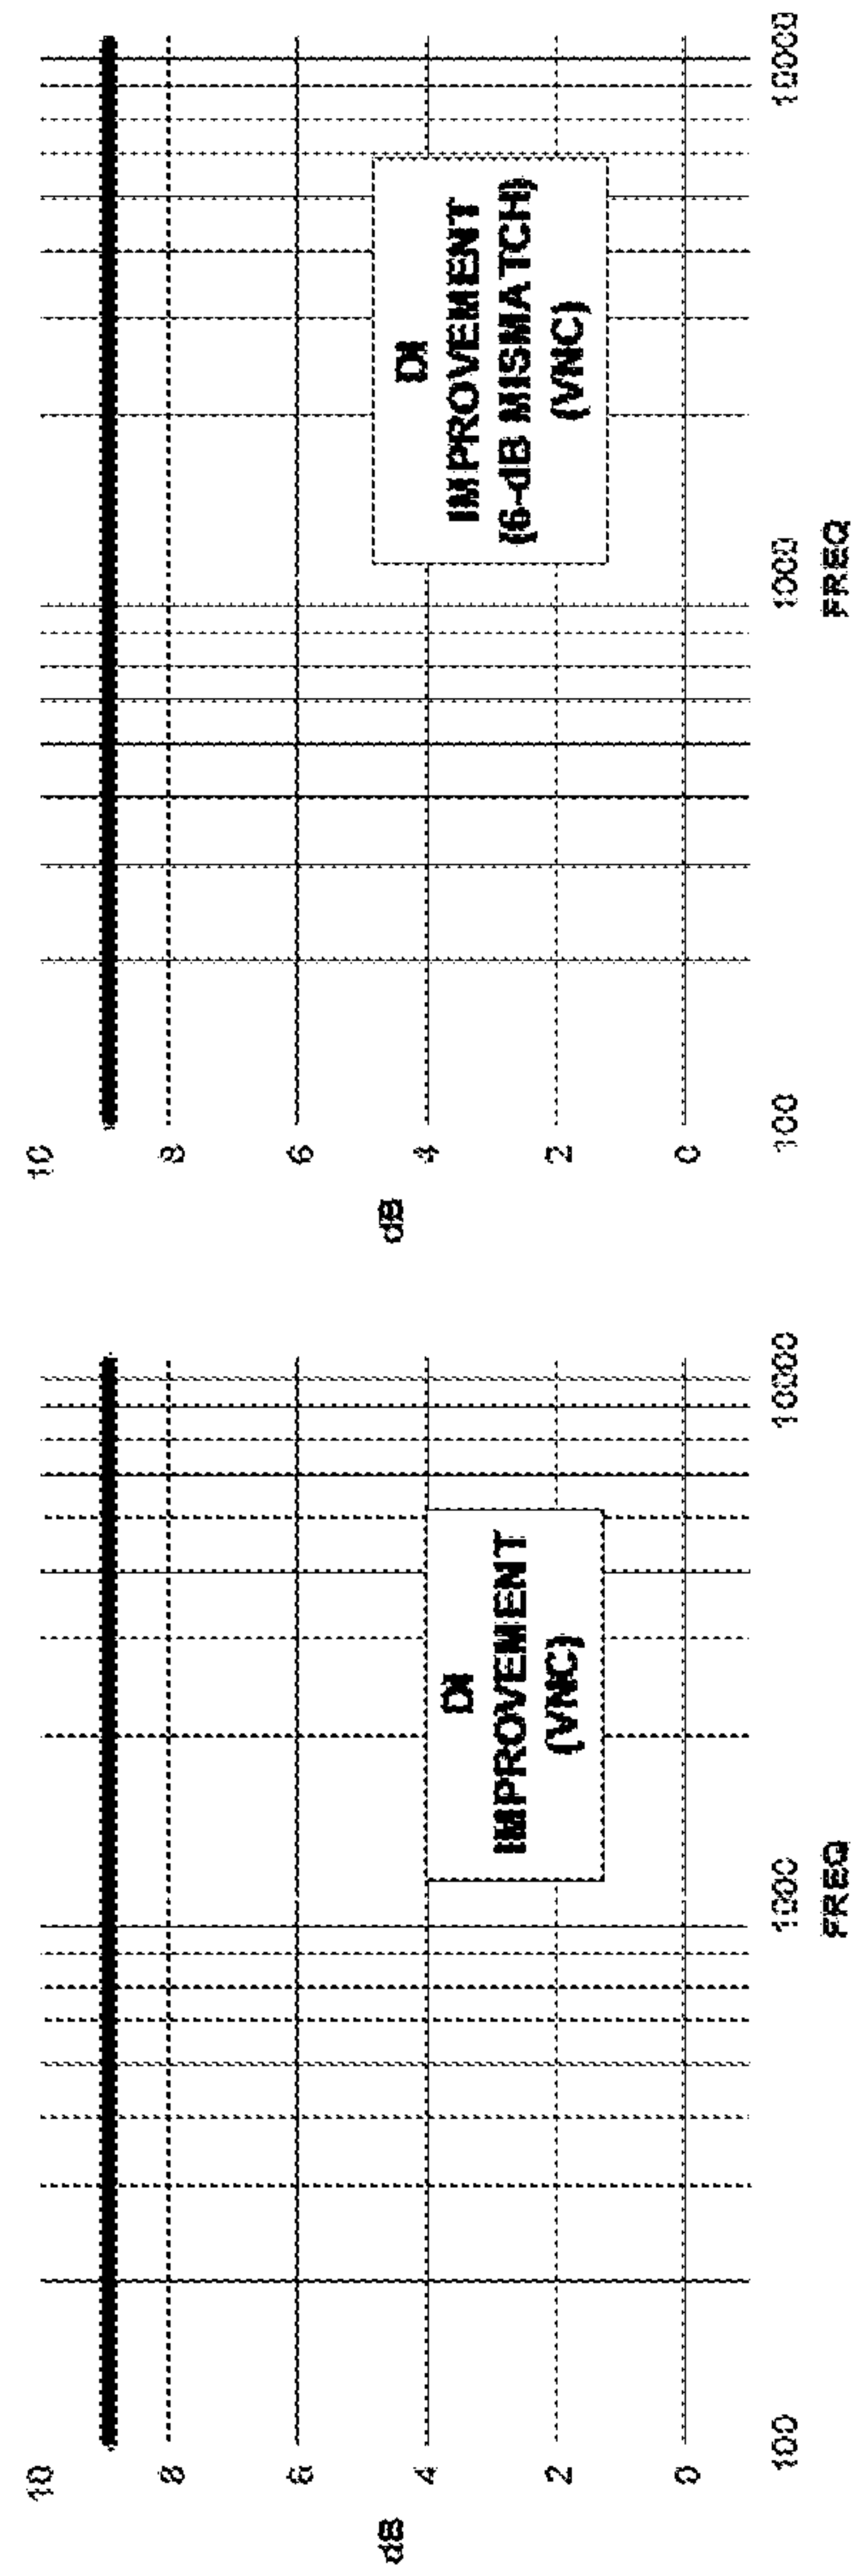 10
8
6
4
2
0
dB
DI
IMPROVEMENT
(VNC)
100
1000
10000
FREQ
10
8
6
4
2
0
dB
DI
IMPROVEMENT
(6-dB MISMATCH)
(VNC)
100
1000
10000
FREQ